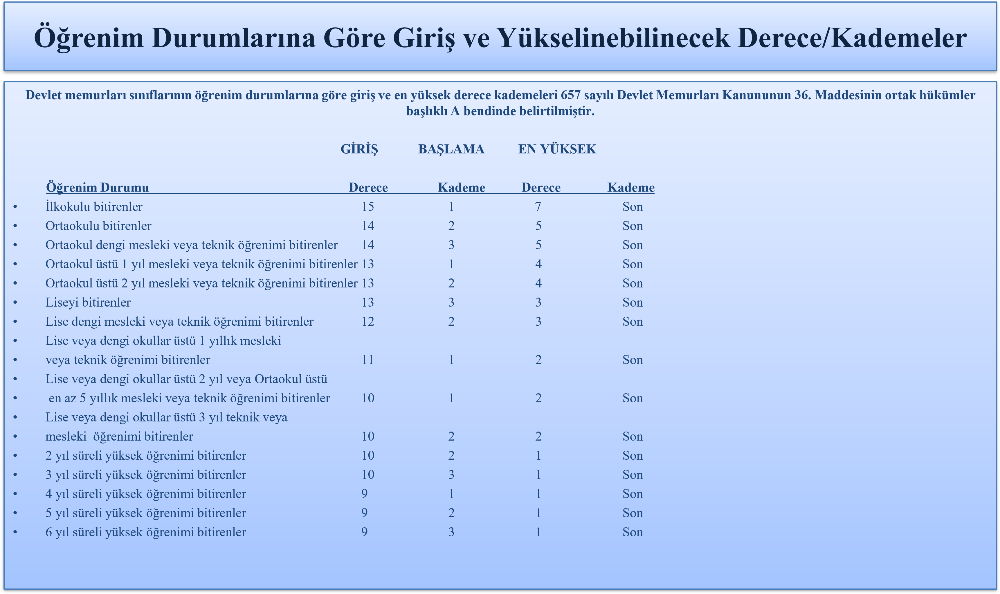 Öğrenim Durumlarına Göre Giriş ve Yükselinebilinecek Derece/Kademeler
Devlet memurları sınıflarının öğrenim durumlarına göre giriş ve en yüksek derece kademeleri 657 sayılı Devlet Memurları Kanununun 36. Maddesinin ortak hükümler
başlıklı A bendinde belirtilmiştir.
GİRİŞ BAŞLAMA EN YÜKSEK
Öğrenim Durumu Derece Kademe Derece Kademe
• İlkokulu bitirenler 15 1 7 Son
• Ortaokulu bitirenler 14 2 5 Son
• Ortaokul dengi mesleki veya teknik öğrenimi bitirenler 14 3 5 Son
• Ortaokul üstü 1 yıl mesleki veya teknik öğrenimi bitirenler 13 1 4 Son
• Ortaokul üstü 2 yıl mesleki veya teknik öğrenimi bitirenler 13 2 4 Son
• Liseyi bitirenler 13 3 3 Son
• Lise dengi mesleki veya teknik öğrenimi bitirenler 12 2 3 Son
• Lise veya dengi okullar üstü 1 yıllık mesleki
• veya teknik öğrenimi bitirenler 11 1 2 Son
• Lise veya dengi okullar üstü 2 yıl veya Ortaokul üstü
• en az 5 yıllık mesleki veya teknik öğrenimi bitirenler 10 1 2 Son
• Lise veya dengi okullar üstü 3 yıl teknik veya
• mesleki öğrenimi bitirenler 10 2 2 Son
• 2 yıl süreli yüksek öğrenimi bitirenler 10 2 1 Son
• 3 yıl süreli yüksek öğrenimi bitirenler 10 3 1 Son
• 4 yıl süreli yüksek öğrenimi bitirenler 9 1 1 Son
• 5 yıl süreli yüksek öğrenimi bitirenler 9 2 1 Son
• 6 yıl süreli yüksek öğrenimi bitirenler 9 3 1 Son